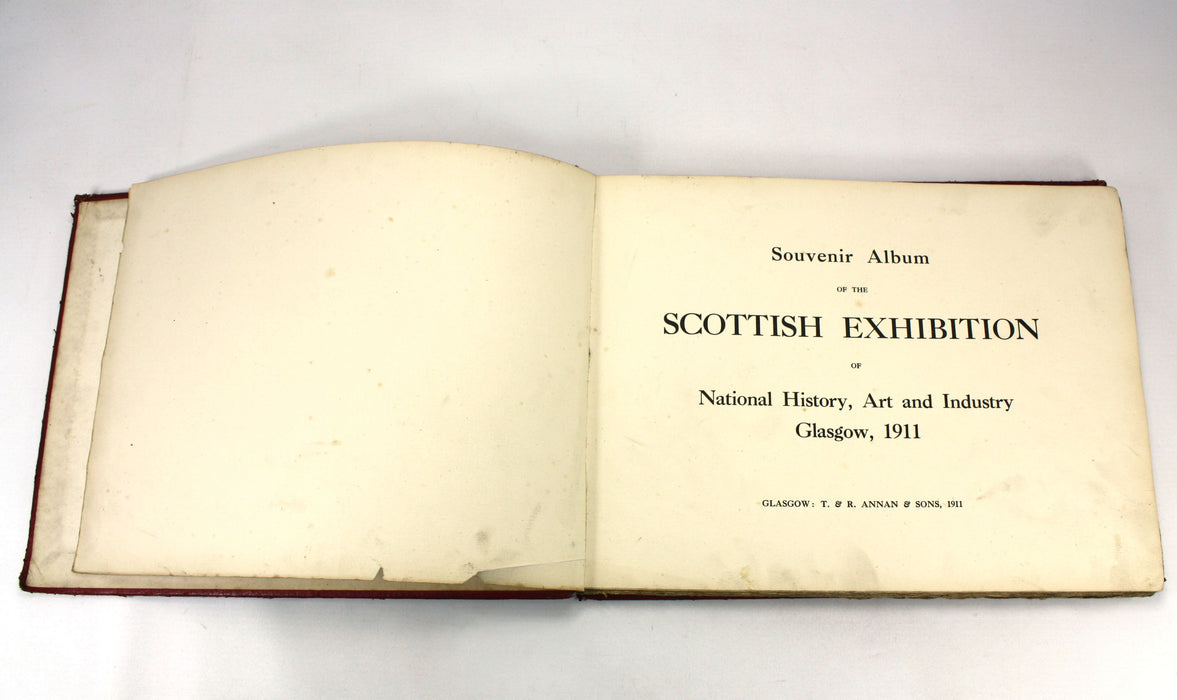 Souvenir Album
OF THE
SCOTTISH EXHIBITION
OF
National History, Art and Industry
Glasgow, 1911
GLASGOW: T. & R. ANNAN & SONS, 1911